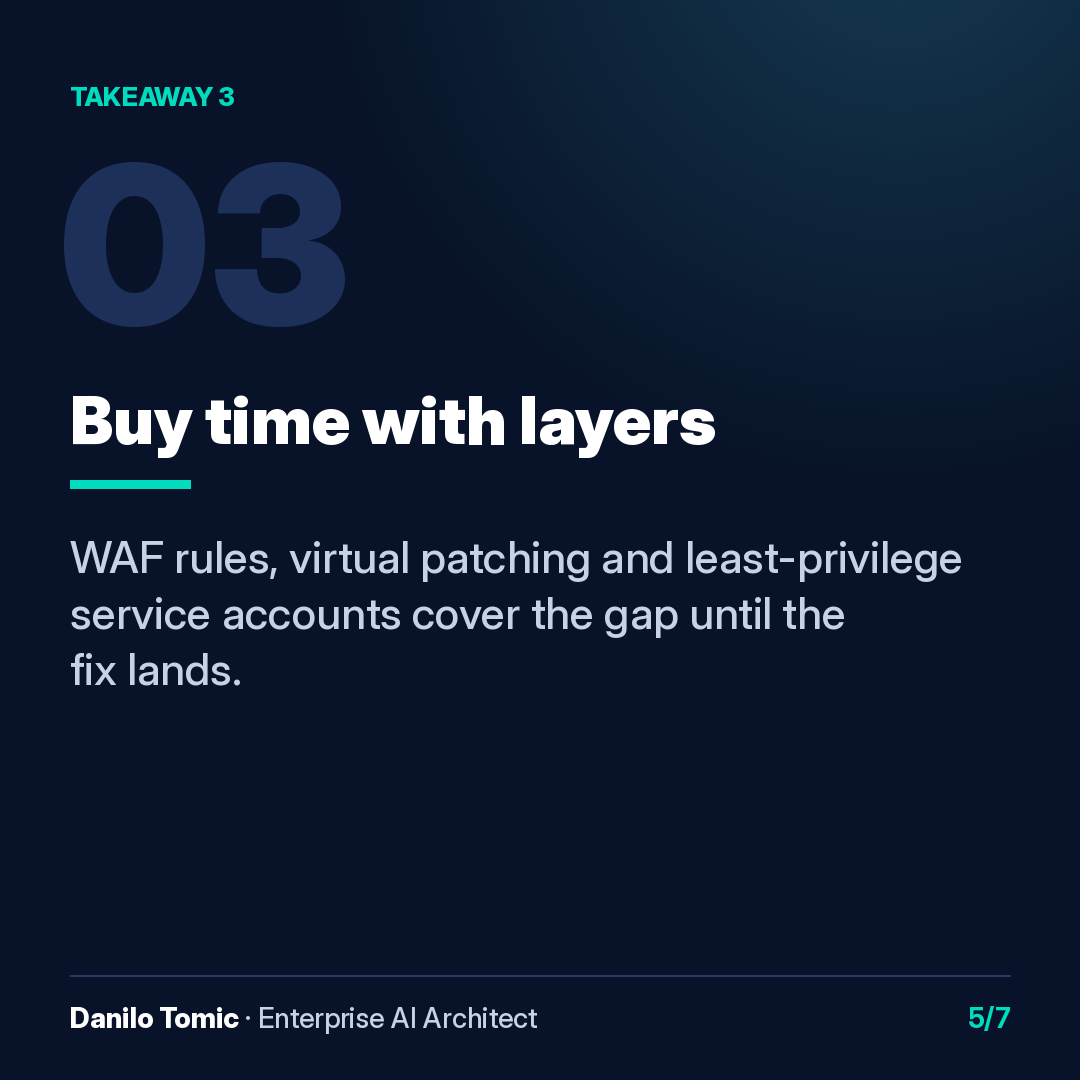 TAKEAWAY 3
03
Buy time with layers
WAF rules, virtual patching and least-privilege
service accounts cover the gap until the
fix lands.
Danilo Tomic · Enterprise AI Architect
5/7